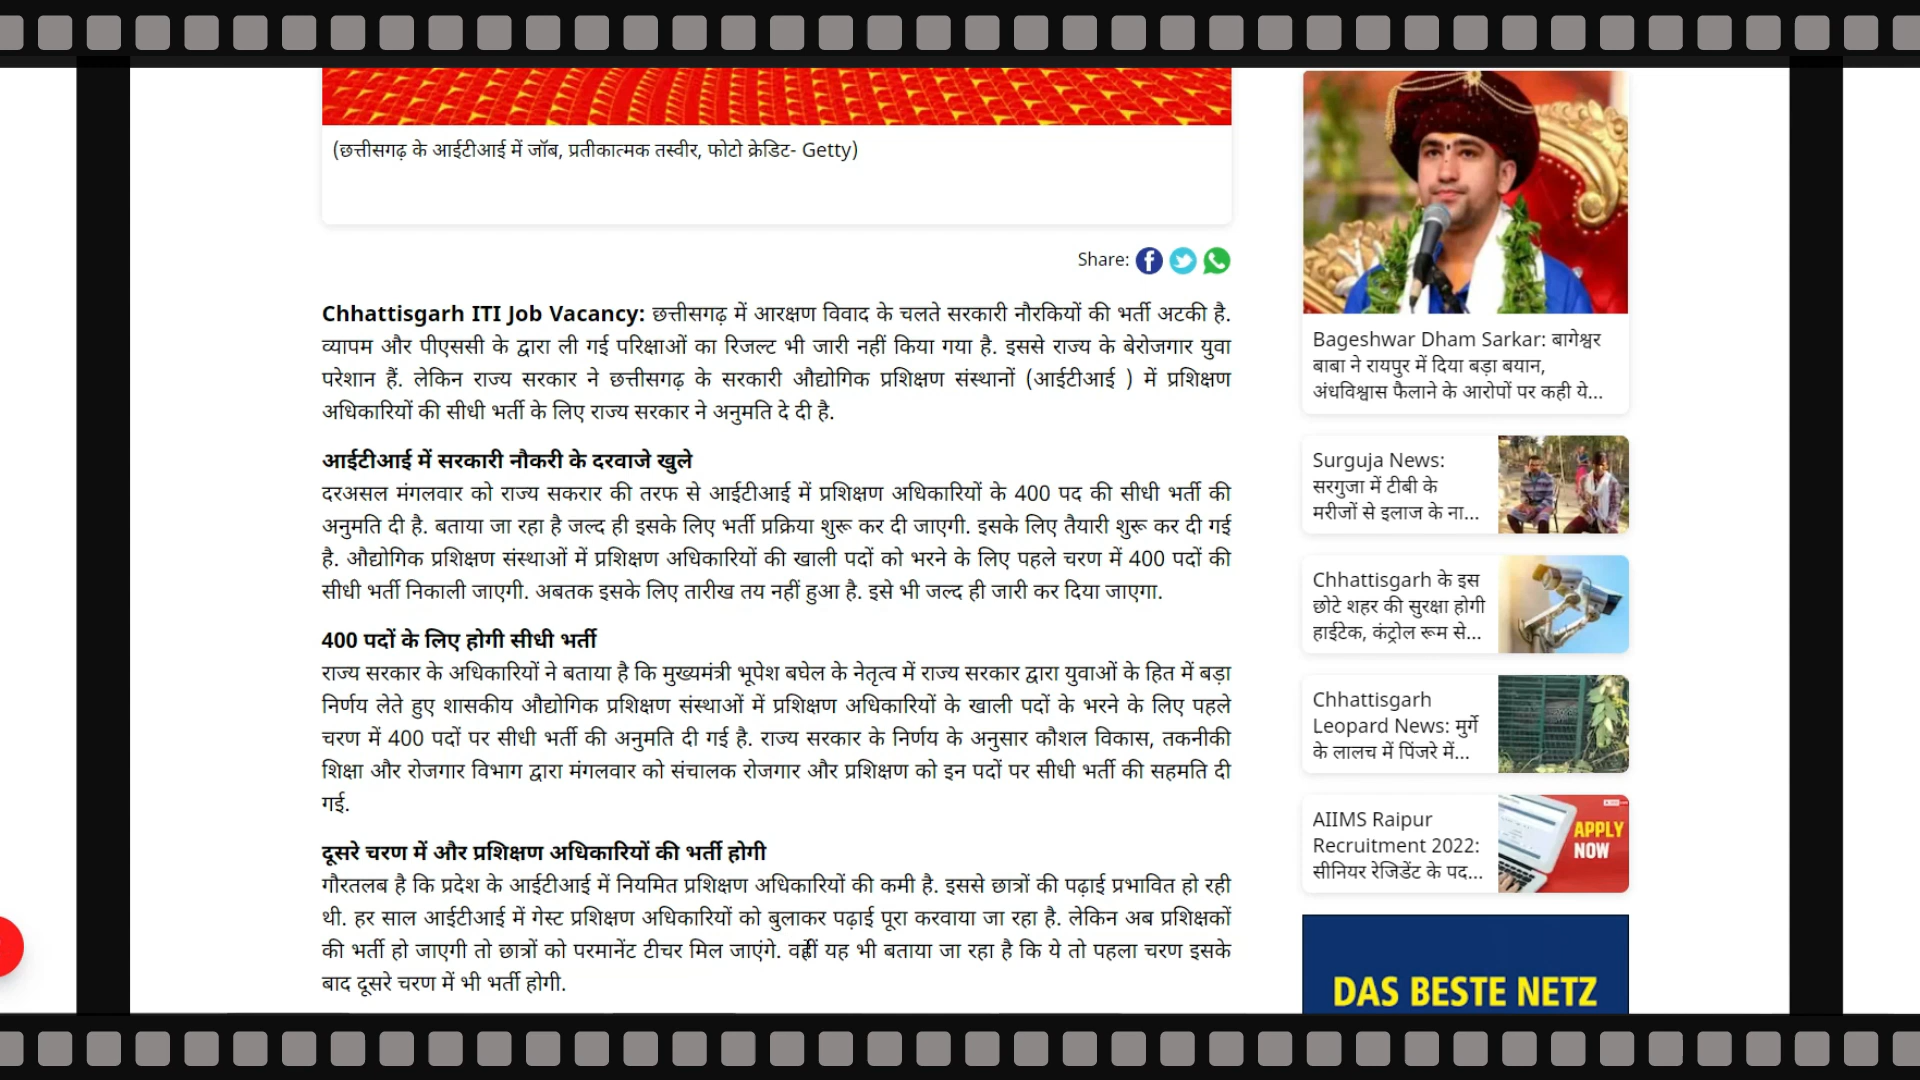 (छत्तीसगढ़ के आईटीआई में जॉब, प्रतीकात्मक तस्वीर, फोटो क्रेडिट- Getty)
Share:
Chhattisgarh ITI Job Vacancy: छत्तीसगढ़ में आरक्षण विवाद के चलते सरकारी नौरकियों की भर्ती अटकी है.
व्यापम और पीएससी के द्वारा ली गई परिक्षाओं का रिजल्ट भी जारी नहीं किया गया है. इससे राज्य के बेरोजगार युवा
परेशान हैं. लेकिन राज्य सरकार ने छत्तीसगढ़ के सरकारी औद्योगिक प्रशिक्षण संस्थानों (आईटीआई ) में प्रशिक्षण
अधिकारियों की सीधी भर्ती के लिए राज्य सरकार ने अनुमति दे दी है.
आईटीआई में सरकारी नौकरी के दरवाजे खुले
दरअसल मंगलवार को राज्य सकरार की तरफ से आईटीआई में प्रशिक्षण अधिकारियों के 400 पद की सीधी भर्ती की
अनुमति दी है. बताया जा रहा है जल्द ही इसके लिए भर्ती प्रक्रिया शुरू कर दी जाएगी. इसके लिए तैयारी शुरू कर दी गई
है. औद्योगिक प्रशिक्षण संस्थाओं में प्रशिक्षण अधिकारियों की खाली पदों को भरने के लिए पहले चरण में 400 पदों की
सीधी भर्ती निकाली जाएगी. अबतक इसके लिए तारीख तय नहीं हुआ है. इसे भी जल्द ही जारी कर दिया जाएगा.
400 पदों के लिए होगी सीधी भर्ती
राज्य सरकार के अधिकारियों ने बताया है कि मुख्यमंत्री भूपेश बघेल के नेतृत्व में राज्य सरकार द्वारा युवाओं के हित में बड़ा
निर्णय लेते हुए शासकीय औद्योगिक प्रशिक्षण संस्थाओं में प्रशिक्षण अधिकारियों के खाली पदों के भरने के लिए पहले
चरण में 400 पदों पर सीधी भर्ती की अनुमति दी गई है. राज्य सरकार के निर्णय के अनुसार कौशल विकास, तकनीकी
शिक्षा और रोजगार विभाग द्वारा मंगलवार को संचालक रोजगार और प्रशिक्षण को इन पदों पर सीधी भर्ती की सहमति दी
गई.
दूसरे चरण में और प्रशिक्षण अधिकारियों की भर्ती होगी
गौरतलब है कि प्रदेश के आईटीआई में नियमित प्रशिक्षण अधिकारियों की कमी है. इससे छात्रों की पढ़ाई प्रभावित हो रही
थी. हर साल आईटीआई में गेस्ट प्रशिक्षण अधिकारियों को बुलाकर पढ़ाई पूरा करवाया जा रहा है. लेकिन अब प्रशिक्षकों
की भर्ती हो जाएगी तो छात्रों को परमानेंट टीचर मिल जाएंगे. वहीं यह भी बताया जा रहा है कि ये तो पहला चरण इसके
बाद दूसरे चरण में भी भर्ती होगी.
Bageshwar Dham Sarkar: बागेश्वर
बाबा ने रायपुर में दिया बड़ा बयान,
अंधविश्वास फैलाने के आरोपों पर कही ये...
Surguja News:
सरगुजा में टीबी के
मरीजों से इलाज के ना...
Chhattisgarh के इस
छोटे शहर की सुरक्षा होगी
हाईटेक, कंट्रोल रूम से...
Chhattisgarh
Leopard News: मुर्गे
के लालच में पिंजरे में...
AIIMS Raipur
Recruitment 2022:
सीनियर रेजिडेंट के पद...
APPLY
NOW
DAS BESTE NETZ